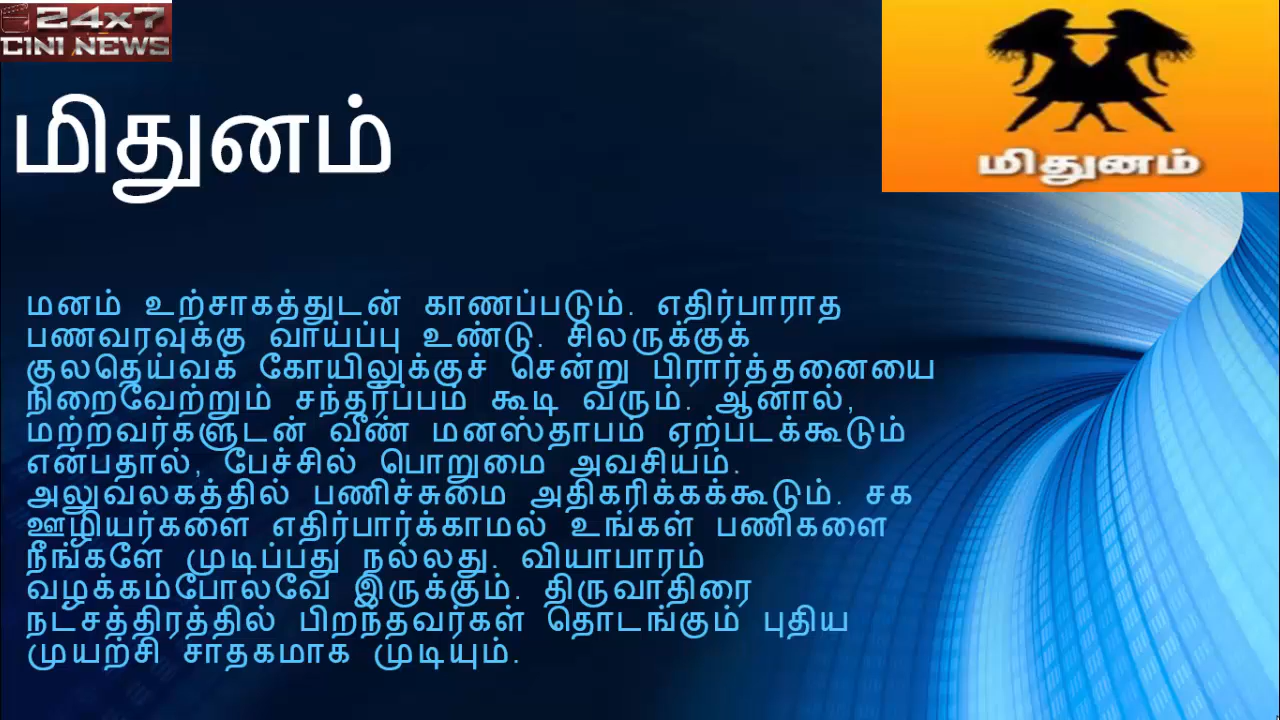 24x7
CINI NEWS
மிதுனம்
மிதுனம்
மனம் உற்சாகத்துடன் காணப்படும். எதிர்பாராத
பணவரவுக்கு வாய்ப்பு உண்டு. சிலருக்குக்
குலதெய்வக் கோயிலுக்குச் சென்று பிரார்த்தனையை
நிறைவேற்றும் சந்தர்ப்பம் கூடி வரும். ஆனால்,
மற்றவர்களுடன் வீண் மனஸ்தாபம் ஏற்படக்கூடும்
என்பதால், பேச்சில் பொறுமை அவசியம்.
அலுவலகத்தில் பணிச்சுமை அதிகரிக்கக்கூடும். சக
ஊழியர்களை எதிர்பார்க்காமல் உங்கள் பணிகளை
நீங்களே முடிப்பது நல்லது. வியாபாரம்
வழக்கம்போலவே இருக்கும். திருவாதிரை
நட்சத்திரத்தில் பிறந்தவர்கள் தொடங்கும் புதிய
முயற்சி சாதகமாக முடியும்.